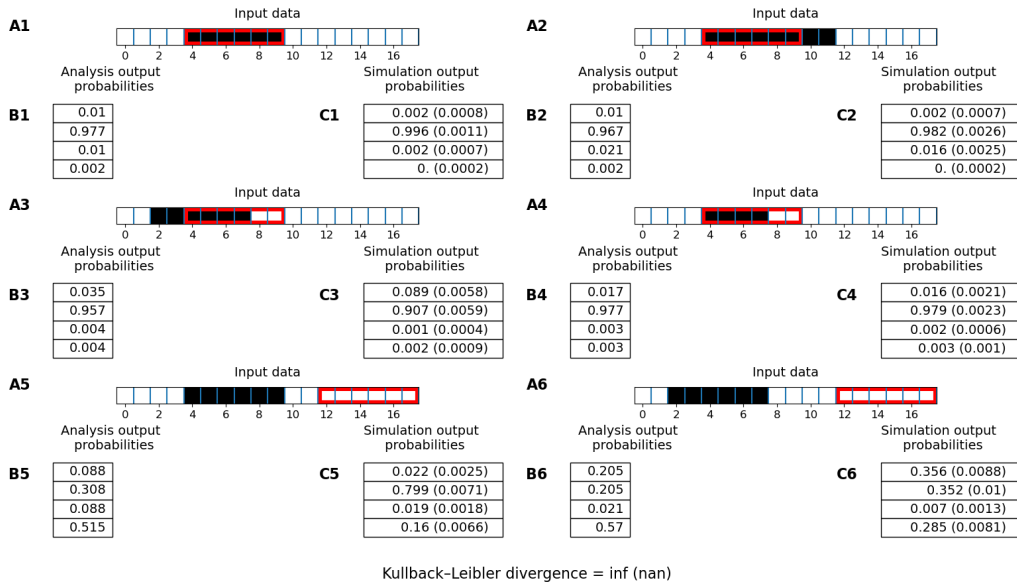 A1
Input data
0 2 4 6 8 10 12 14 16
Analysis output
probabilities
Simulation output
probabilities
B1
0.01
0.977
0.01
0.002
C1
0.002 (0.0008)
0.996 (0.0011)
0.002 (0.0007)
0. (0.0002)
A2
Input data
0 2 4 6 8 10 12 14 16
Analysis output
probabilities
Simulation output
probabilities
B2
0.01
0.967
0.021
0.002
C2
0.002 (0.0007)
0.982 (0.0026)
0.016 (0.0025)
0. (0.0002)
A3
Input data
0 2 4 6 8 10 12 14 16
Analysis output
probabilities
Simulation output
probabilities
B3
0.035
0.957
0.004
0.004
C3
0.089 (0.0058)
0.907 (0.0059)
0.001 (0.0004)
0.002 (0.0009)
A4
Input data
0 2 4 6 8 10 12 14 16
Analysis output
probabilities
Simulation output
probabilities
B4
0.017
0.977
0.003
0.003
C4
0.016 (0.0021)
0.979 (0.0023)
0.002 (0.0006)
0.003 (0.001)
A5
Input data
0 2 4 6 8 10 12 14 16
Analysis output
probabilities
Simulation output
probabilities
B5
0.088
0.308
0.088
0.515
C5
0.022 (0.0025)
0.799 (0.0071)
0.019 (0.0018)
0.16 (0.0066)
A6
Input data
0 2 4 6 8 10 12 14 16
Analysis output
probabilities
Simulation output
probabilities
B6
0.205
0.205
0.021
0.57
C6
0.356 (0.0088)
0.352 (0.01)
0.007 (0.0013)
0.285 (0.0081)
Kullback–Leibler divergence = inf (nan)